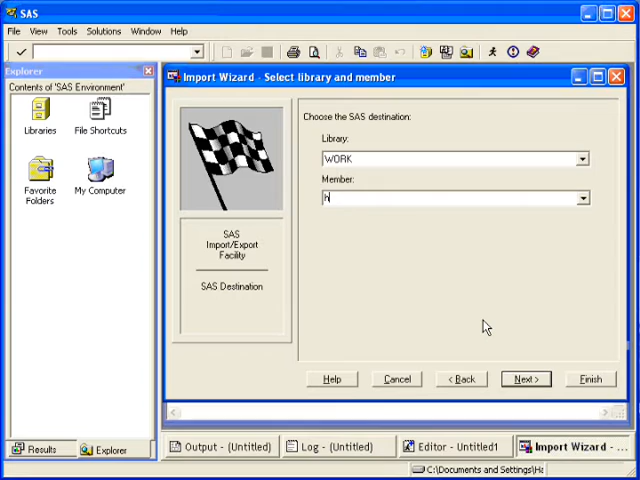 SAS
File View Tools Solutions Window Help
Explorer
Contents of 'SAS Environment'
Libraries File Shortcuts
Favorite Folders My Computer
Import Wizard - Select library and member
Choose the SAS destination:
Library:
WORK
Member:
h
SAS
Import/Export
Facility
SAS Destination
Help Cancel < Back Next > Finish
Results Explorer
Output - (Untitled) Log - (Untitled) Editor - Untitled1 Import Wizard - ...
C:\Documents and Settings\Ha